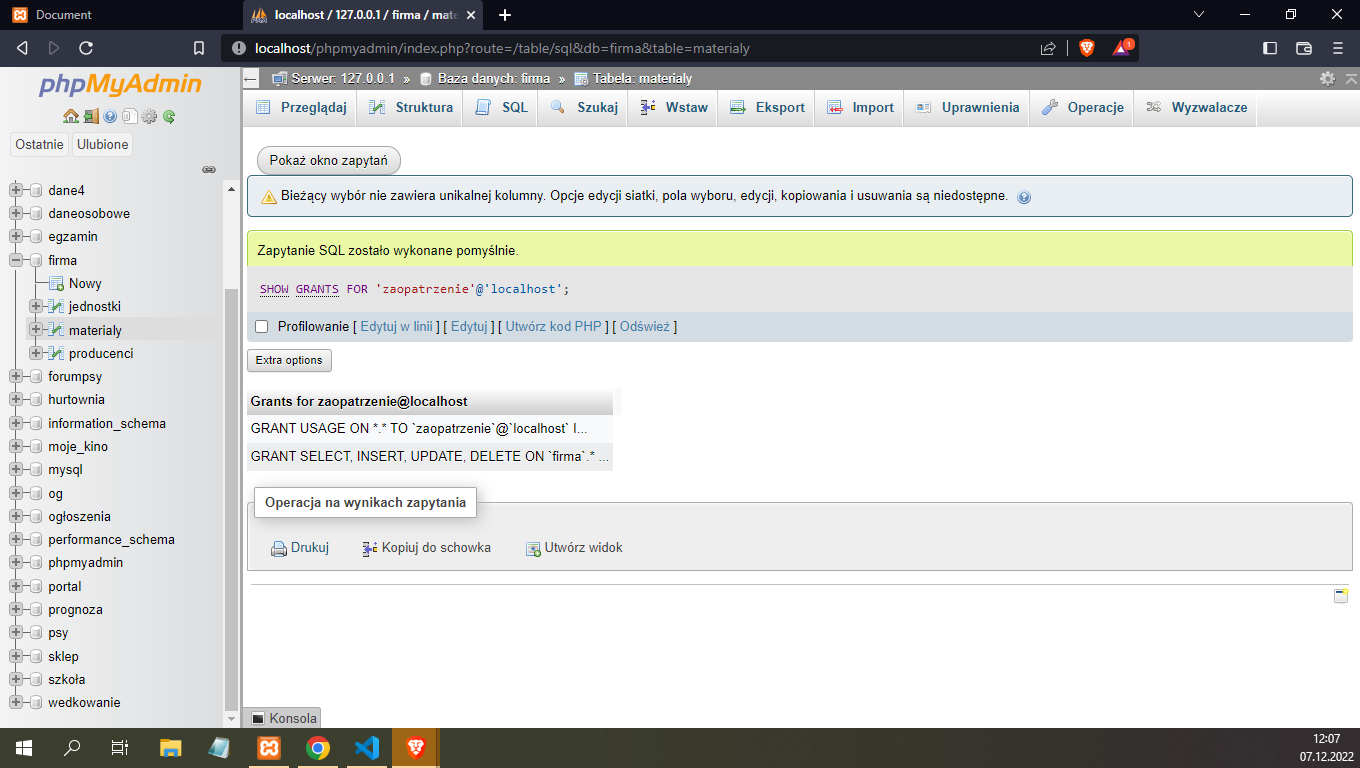 Document
localhost / 127.0.0.1 / firma / mate
localhost/phpmyadmin/index.php?route=/table/sql&db=firma&table=materialy
1
phpMyAdmin
Ostatnie
Ulubione
dane4
daneosobowe
egzamin
firma
Nowy
jednostki
materialy
producenci
forumpsy
hurtownia
information_schema
moje_kino
mysql
og
ogłoszenia
performance_schema
phpmyadmin
portal
prognoza
psy
sklep
szkoła
wedkowanie
Serwer: 127.0.0.1 » Baza danych: firma » Tabela: materialy
Przeglądaj
Struktura
SQL
Szukaj
Wstaw
Eksport
Import
Uprawnienia
Operacje
Wyzwalacze
Pokaż okno zapytań
Bieżący wybór nie zawiera unikalnej kolumny. Opcje edycji siatki, pola wyboru, edycji, kopiowania i usuwania są niedostępne.
Zapytanie SQL zostało wykonane pomyślnie.
SHOW GRANTS FOR 'zaopatrzenie'@'localhost';
Profilowanie [ Edytuj w linii ] [ Edytuj ] [ Utwórz kod PHP ] [ Odśwież ]
Extra options
Grants for zaopatrzenie@localhost
GRANT USAGE ON *.* TO `zaopatrzenie`@`localhost` I...
GRANT SELECT, INSERT, UPDATE, DELETE ON `firma`.* ...
Operacja na wynikach zapytania
Drukuj
Kopiuj do schowka
Utwórz widok
Konsola
12:07
07.12.2022